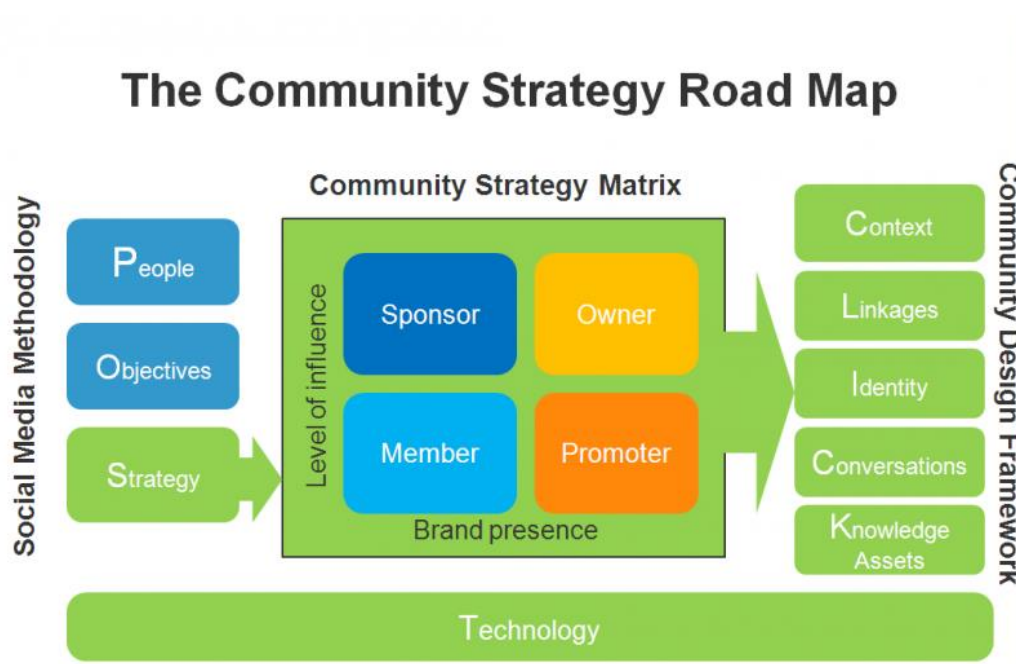 The Community Strategy Road Map
Social Media Methodology
People
Objectives
Strategy
Community Strategy Matrix
Level of influence
Sponsor
Owner
Member
Promoter
Brand presence
Context
Linkages
Identity
Conversations
Knowledge
Assets
Community Design Framework
Technology